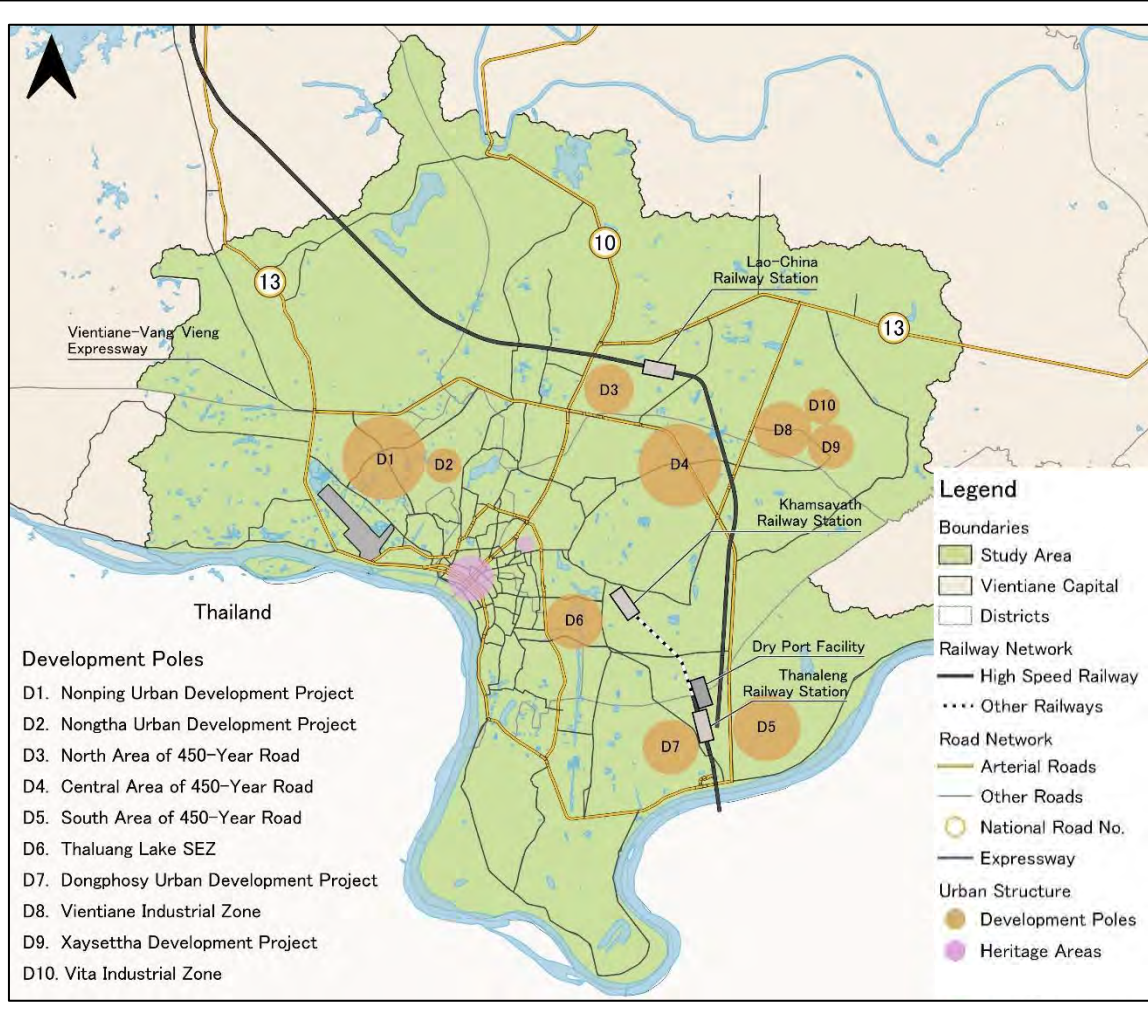 10
13
Lao-China
Railway Station
13
Vientiane-Vang Vieng
Expressway
D3
D10
D8
D9
D1
D2
D4
Khamsavath
Railway Station
Thailand
D6
Dry Port Facility
Thanaleng
Railway Station
D5
D7
Development Poles
D1. Nonping Urban Development Project
D2. Nongtha Urban Development Project
D3. North Area of 450-Year Road
D4. Central Area of 450-Year Road
D5. South Area of 450-Year Road
D6. Thaluang Lake SEZ
D7. Dongphosy Urban Development Project
D8. Vientiane Industrial Zone
D9. Xaysettha Development Project
D10. Vita Industrial Zone
Legend
Boundaries
Study Area
Vientiane Capital
Districts
Railway Network
High Speed Railway
Other Railways
Road Network
Arterial Roads
Other Roads
National Road No.
Expressway
Urban Structure
Development Poles
Heritage Areas